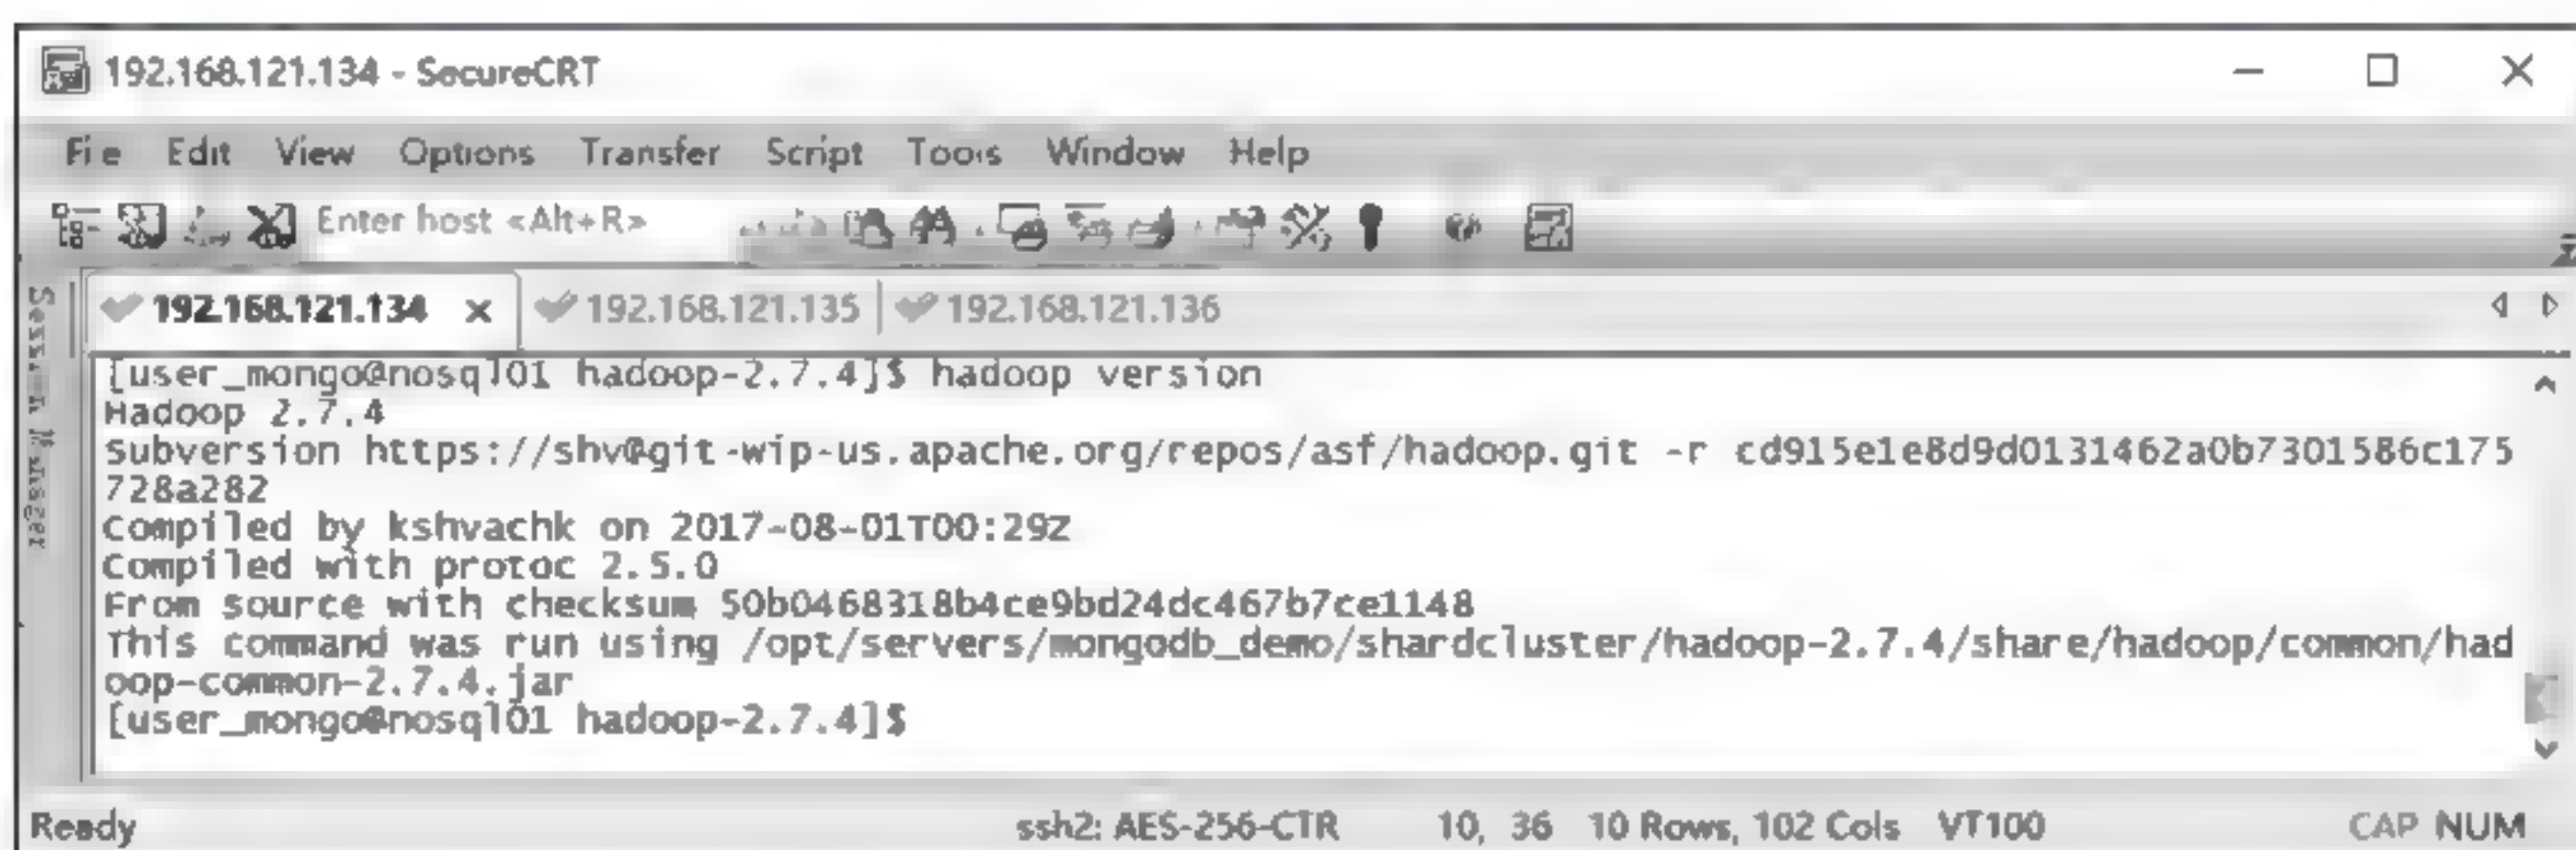 192.168.121.134 - SecureCRT
File Edit View Options Transfer Script Tools Window Help
Enter host <Alt+R>
Session Manager
192.168.121.134 × 192.168.121.135 192.168.121.136
[user_mongo@nosql01 hadoop-2.7.4]$ hadoop version
Hadoop 2.7.4
Subversion https://shv@git-wip-us.apache.org/repos/asf/hadoop.git -r cd915e1e8d9d0131462a0b7301586c175
728a282
Compiled by kshvachk on 2017-08-01T00:29Z
Compiled with protoc 2.5.0
From source with checksum 50b0468318b4ce9bd24dc467b7ce1148
This command was run using /opt/servers/mongodb_demo/shardcluster/hadoop-2.7.4/share/hadoop/common/had
oop-common-2.7.4.jar
[user_mongo@nosql01 hadoop-2.7.4]$
Ready ssh2: AES-256-CTR 10, 36 10 Rows, 102 Cols VT100 CAP NUM